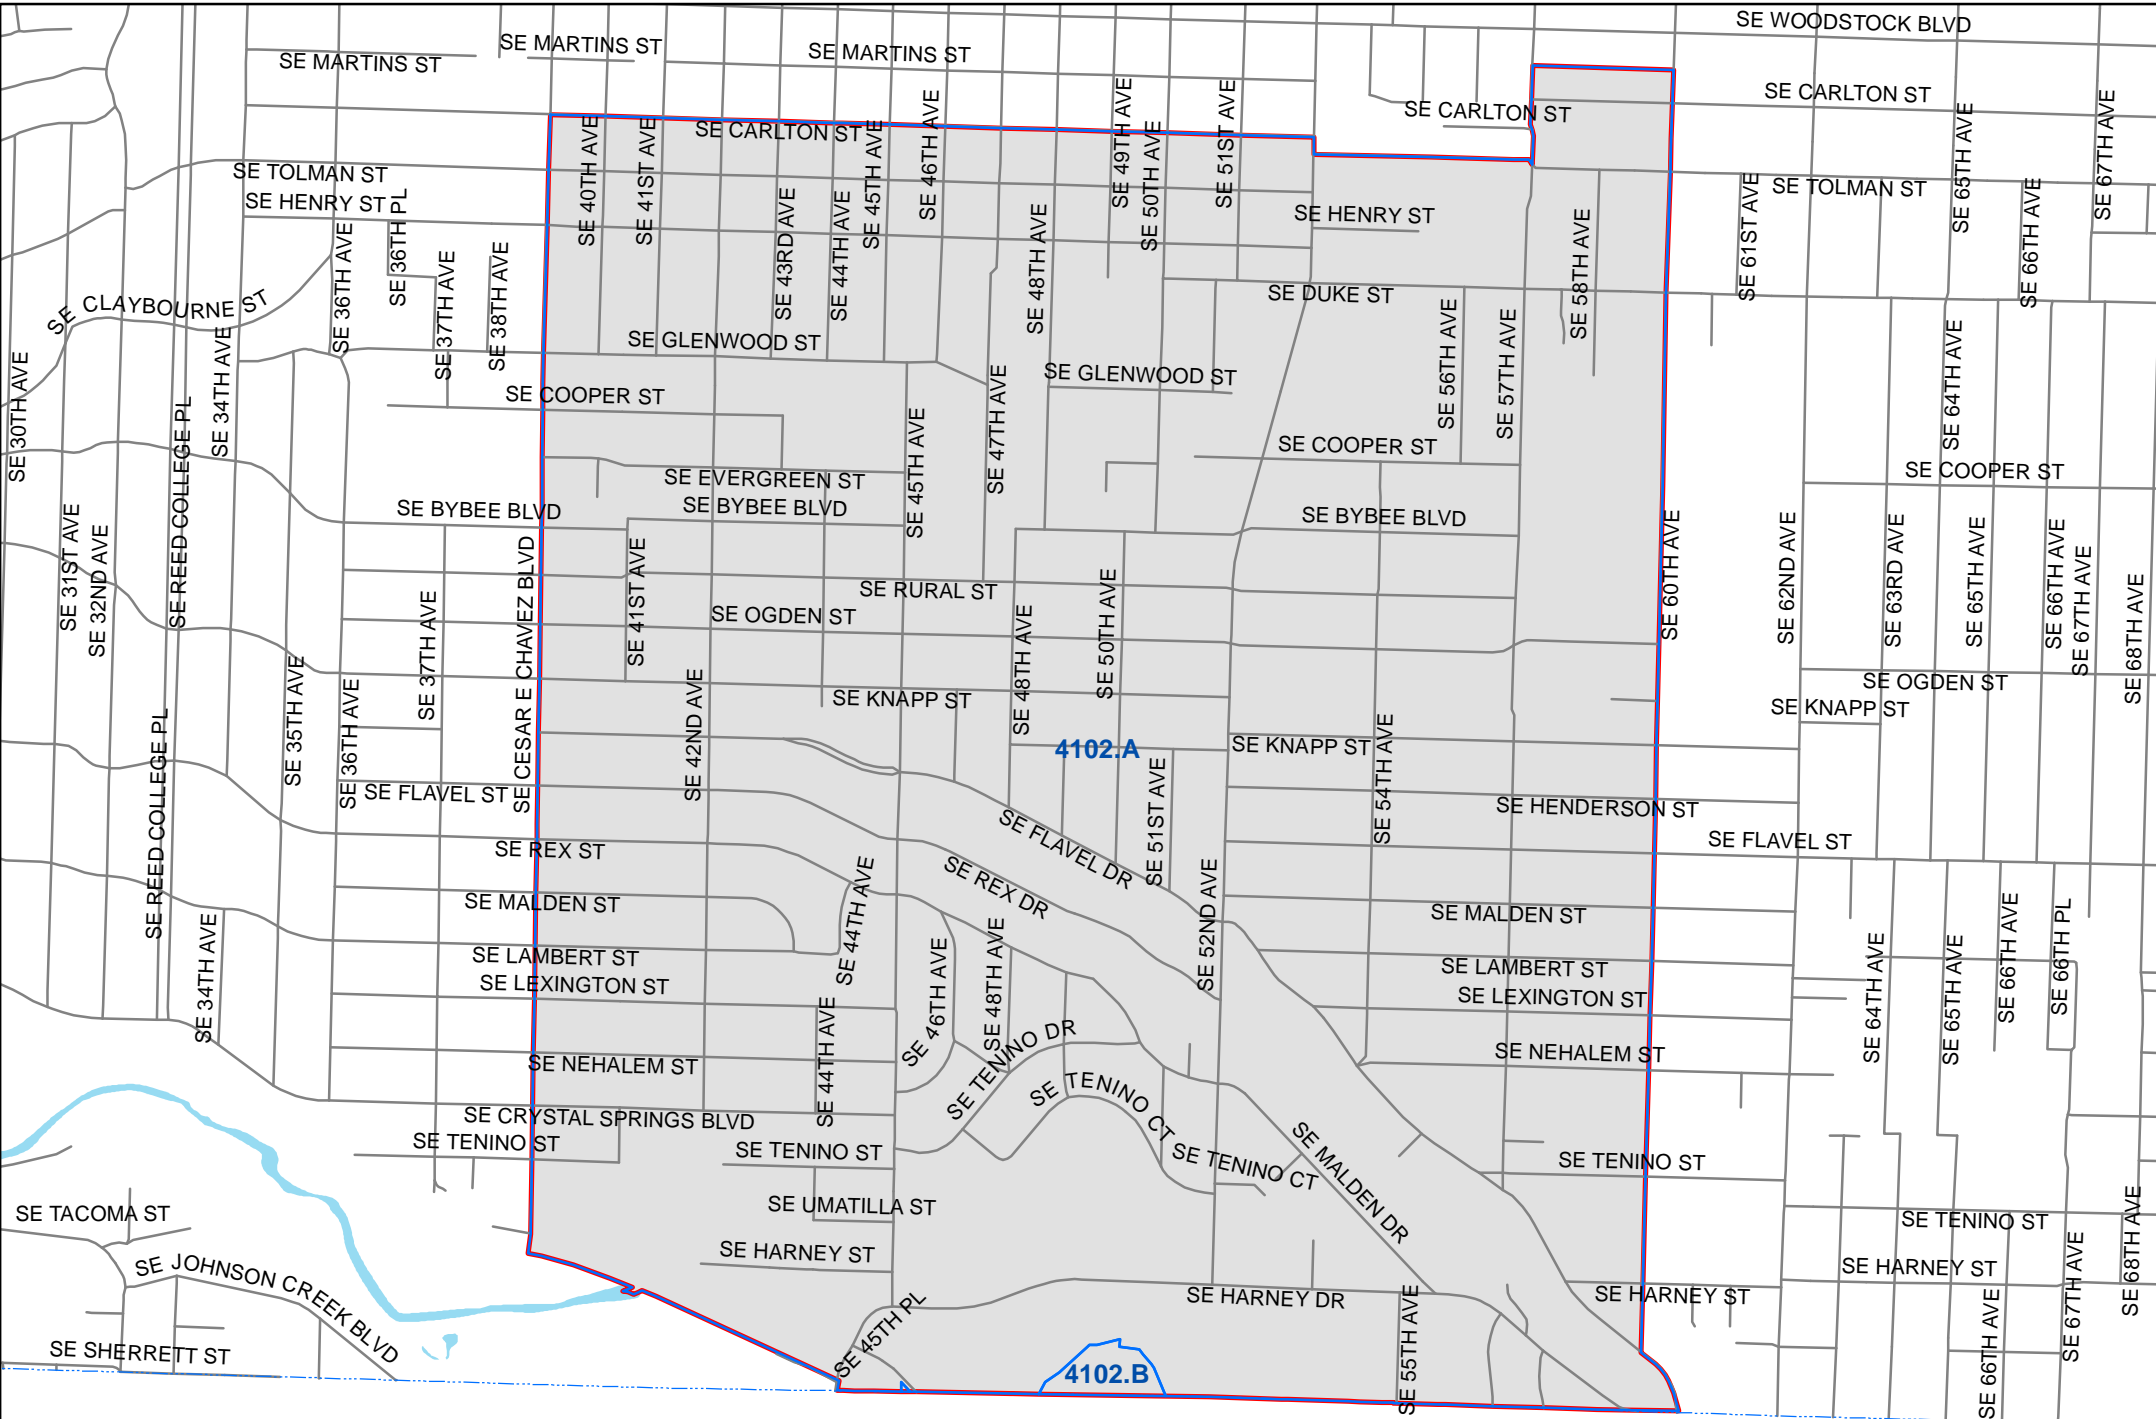 SE WOODSTOCK BLVD
SE MARTINS ST
SE MARTINS ST
SE MARTINS ST
SE CARLTON ST
SE CARLTON ST
SE CARLTON ST
SE 40TH AVE
SE 41ST AVE
SE 43RD AVE
SE 44TH AVE
SE 45TH AVE
SE 46TH AVE
SE 48TH AVE
SE 49TH AVE
SE 50TH AVE
SE 51ST AVE
SE 65TH AVE
SE 67TH AVE
SE TOLMAN ST
SE TOLMAN ST
SE HENRY ST
SE HENRY ST
SE 36TH PL
SE 36TH AVE
SE 37TH AVE
SE 38TH AVE
SE 58TH AVE
SE 61ST AVE
SE 66TH AVE
SE CLAYBOURNE ST
SE DUKE ST
SE 30TH AVE
SE 34TH AVE
SE GLENWOOD ST
SE GLENWOOD ST
SE 56TH AVE
SE 57TH AVE
SE 64TH AVE
SE COOPER ST
SE COOPER ST
SE COOPER ST
SE 45TH AVE
SE 47TH AVE
SE REED COLLEGE PL
SE EVERGREEN ST
SE BYBEE BLVD
SE BYBEE BLVD
SE BYBEE BLVD
SE 31ST AVE
SE 32ND AVE
SE CESAR E CHAVEZ BLVD
SE 41ST AVE
SE 60TH AVE
SE 62ND AVE
SE 63RD AVE
SE 65TH AVE
SE 66TH AVE
SE 67TH AVE
SE 68TH AVE
SE RURAL ST
SE OGDEN ST
SE OGDEN ST
SE 37TH AVE
SE 48TH AVE
SE 50TH AVE
SE 35TH AVE
SE 36TH AVE
SE 42ND AVE
SE KNAPP ST
SE KNAPP ST
SE KNAPP ST
4102.A
SE 54TH AVE
SE REED COLLEGE PL
SE FLAVEL ST
SE FLAVEL ST
SE HENDERSON ST
SE 51ST AVE
SE FLAVEL DR
SE REX ST
SE REX DR
SE 44TH AVE
SE 52ND AVE
SE MALDEN ST
SE MALDEN ST
SE 34TH AVE
SE LAMBERT ST
SE LAMBERT ST
SE LEXINGTON ST
SE LEXINGTON ST
SE 46TH AVE
SE 48TH AVE
SE 64TH AVE
SE 65TH AVE
SE 66TH AVE
SE 66TH PL
SE 44TH AVE
SE TENINO DR
SE NEHALEM ST
SE NEHALEM ST
SE CRYSTAL SPRINGS BLVD
SE TENINO CT
SE TENINO ST
SE TENINO ST
SE TENINO CT
SE TENINO ST
SE MALDEN DR
SE UMATILLA ST
SE TACOMA ST
SE TENINO ST
SE 68TH AVE
SE HARNEY ST
SE HARNEY ST
SE HARNEY ST
SE HARNEY DR
SE JOHNSON CREEK BLVD
SE SHERRETT ST
SE 45TH PL
SE 55TH AVE
SE 66TH AVE
SE 67TH AVE
4102.B